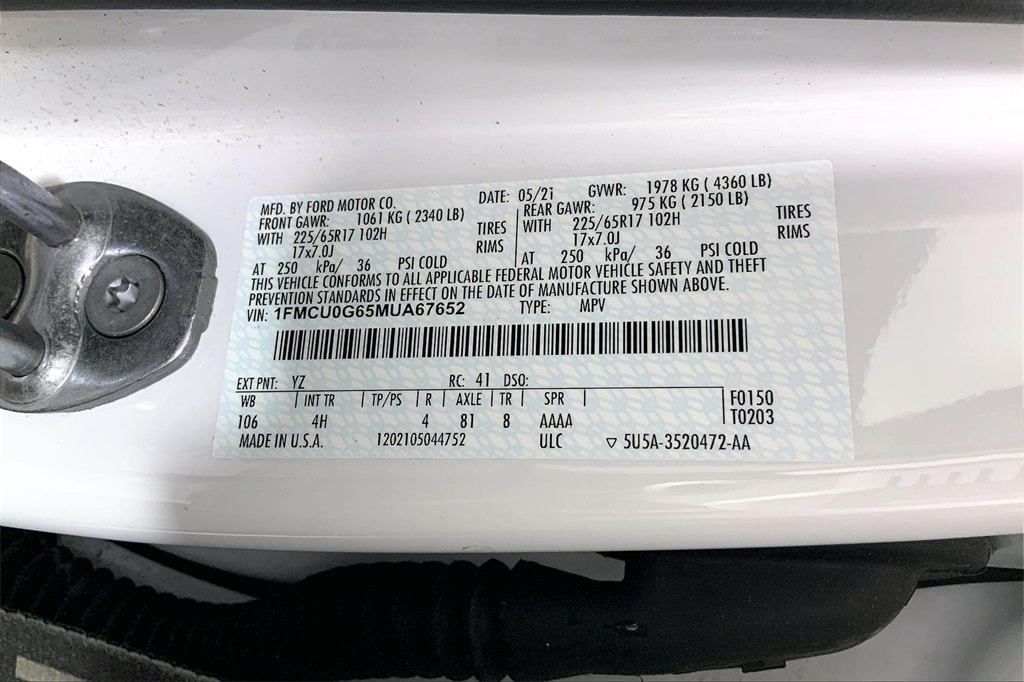 MFD. BY FORD MOTOR CO. DATE: 05/21 GVWR: 1978 KG ( 4360 LB)
FRONT GAWR: 1061 KG ( 2340 LB) REAR GAWR: 975 KG ( 2150 LB)
WITH 225/65R17 102H TIRES WITH 225/65R17 102H TIRES
17x7.0J RIMS 17x7.0J RIMS
AT 250 kPa/ 36 PSI COLD AT 250 kPa/ 36 PSI COLD
THIS VEHICLE CONFORMS TO ALL APPLICABLE FEDERAL MOTOR VEHICLE SAFETY AND THEFT
PREVENTION STANDARDS IN EFFECT ON THE DATE OF MANUFACTURE SHOWN ABOVE.
VIN: 1FMCU0G65MUA67652 TYPE: MPV
EXT PNT: YZ RC: 41 DSO:
WB INT TR TP/PS R AXLE TR SPR F0150
106 4H 4 81 8 AAAA T0203
MADE IN U.S.A. 1202105044752 ULC ▽ 5U5A-3520472-AA